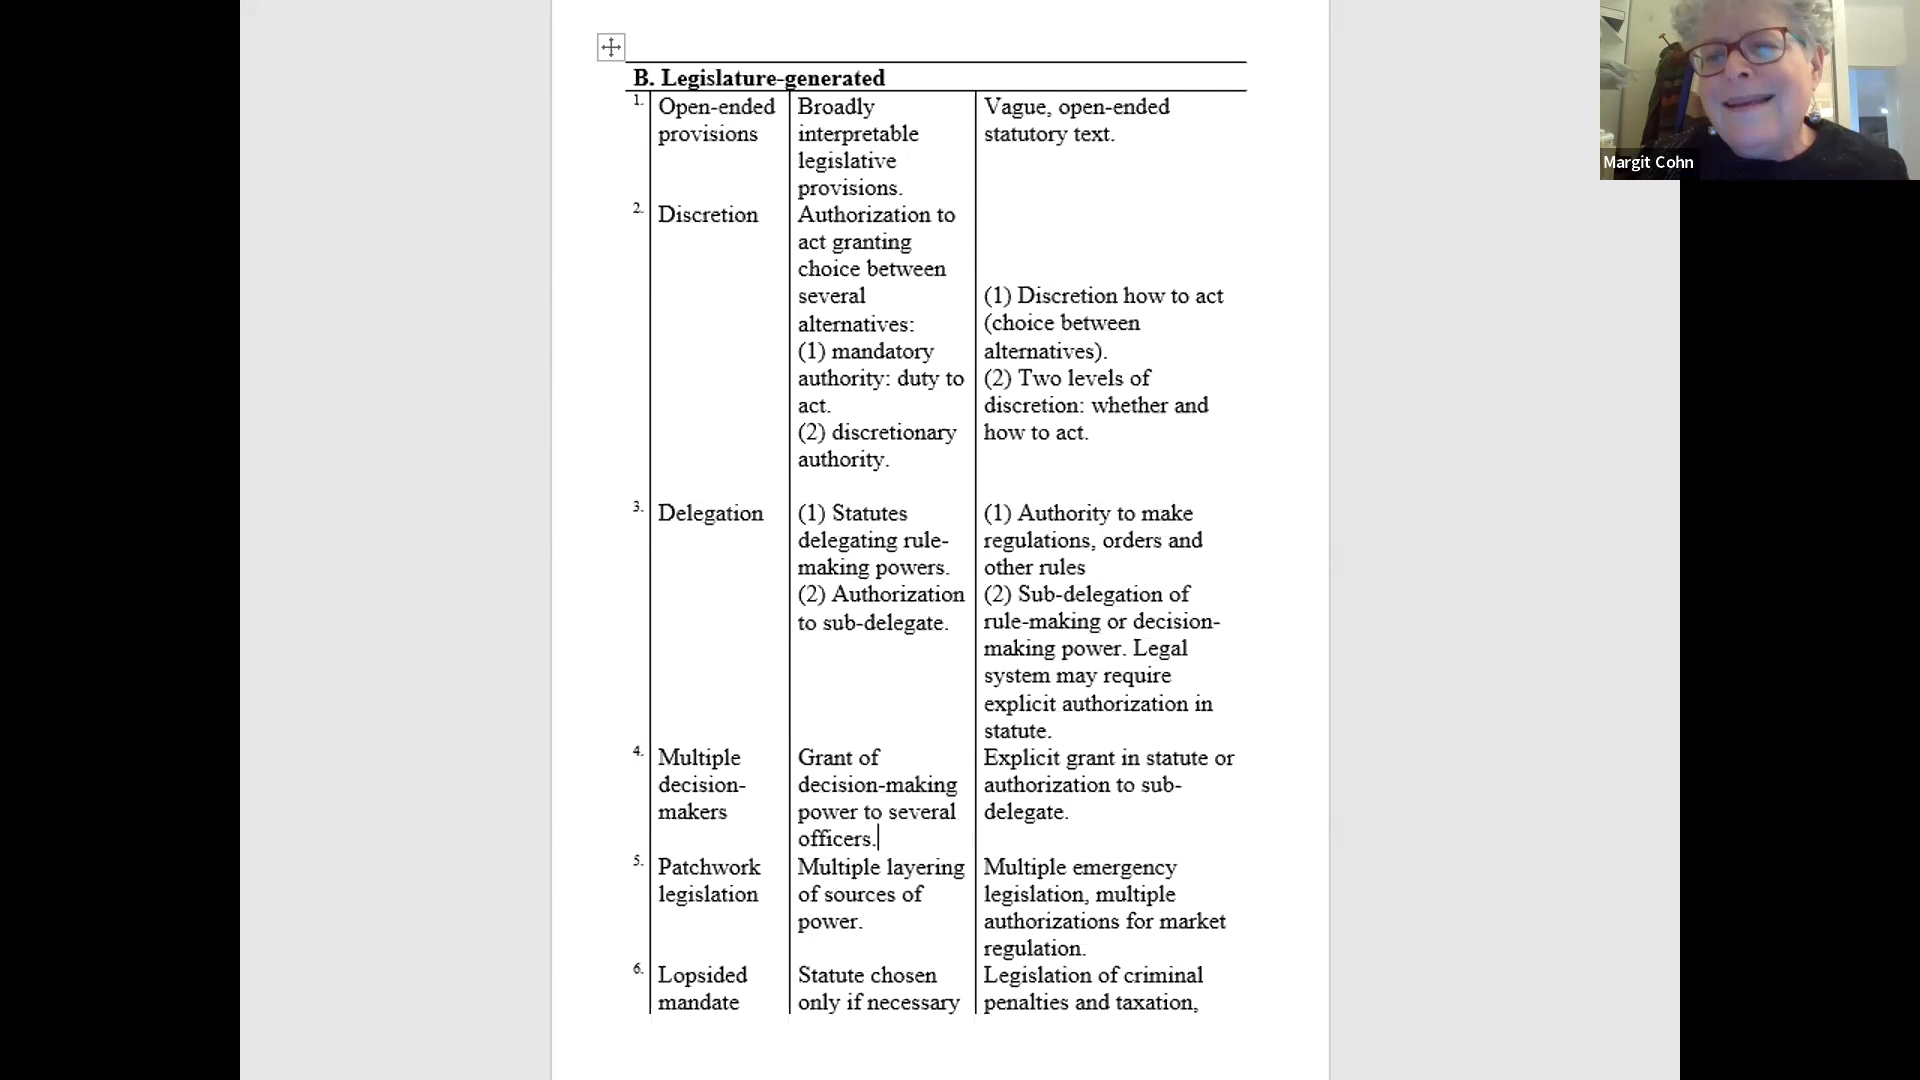 B. Legislature-generated
1. Open-ended provisions
Broadly interpretable legislative provisions.
Vague, open-ended statutory text.
2. Discretion
Authorization to act granting choice between several alternatives:
(1) mandatory authority: duty to act.
(2) discretionary authority.
(1) Discretion how to act (choice between alternatives).
(2) Two levels of discretion: whether and how to act.
3. Delegation
(1) Statutes delegating rule-making powers.
(2) Authorization to sub-delegate.
(1) Authority to make regulations, orders and other rules
(2) Sub-delegation of rule-making or decision-making power. Legal system may require explicit authorization in statute.
4. Multiple decision-makers
Grant of decision-making power to several officers.
Explicit grant in statute or authorization to sub-delegate.
5. Patchwork legislation
Multiple layering of sources of power.
Multiple emergency legislation, multiple authorizations for market regulation.
6. Lopsided mandate
Statute chosen only if necessary
Legislation of criminal penalties and taxation,
Margit Cohn